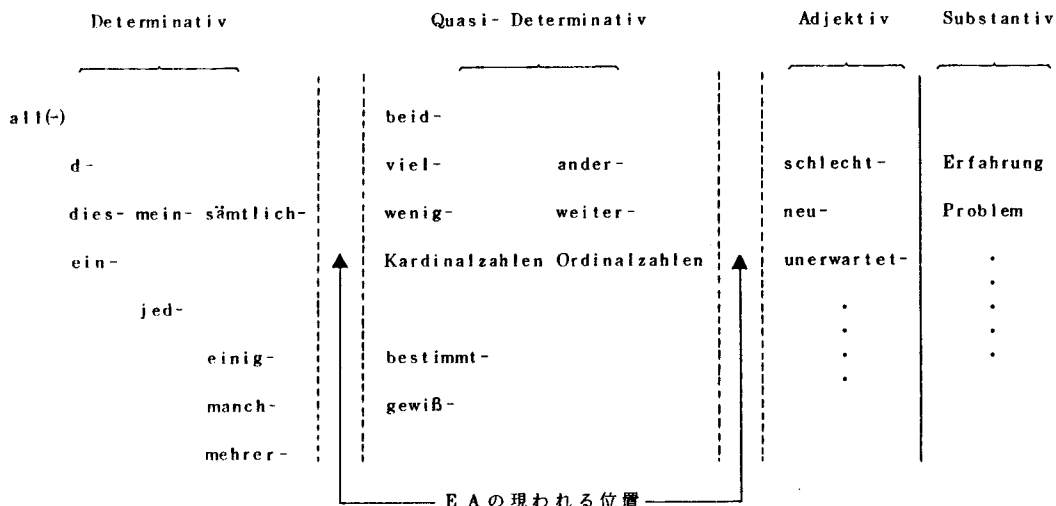 Determinativ Quasi-Determinativ Adjektiv Substantiv
all(-) beid-
d- viel- ander- schlecht- Erfahrung
dies- mein- sämtlich- wenig- weiter- neu- Problem
ein- Kardinalzahlen Ordinalzahlen unerwartet-
jed-
einig- bestimmt-
manch- gewiß-
mehrer-
EAの現われる位置